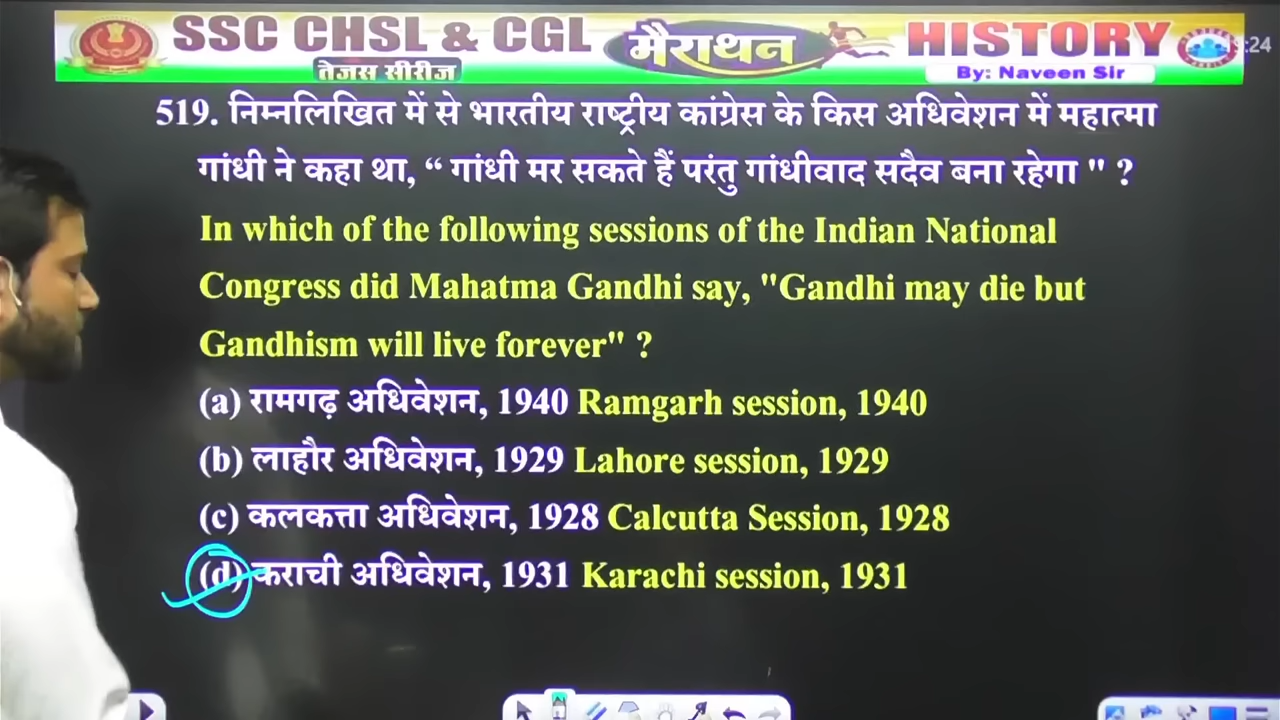 SSC CHSL & CGL मैराथन HISTORY
:24
तेजस सीरीज By: Naveen Sir
519. निम्नलिखित में से भारतीय राष्ट्रीय कांग्रेस के किस अधिवेशन में महात्मा
गांधी ने कहा था, “ गांधी मर सकते हैं परंतु गांधीवाद सदैव बना रहेगा " ?
In which of the following sessions of the Indian National
Congress did Mahatma Gandhi say, "Gandhi may die but
Gandhism will live forever" ?
(a) रामगढ़ अधिवेशन, 1940 Ramgarh session, 1940
(b) लाहौर अधिवेशन, 1929 Lahore session, 1929
(c) कलकत्ता अधिवेशन, 1928 Calcutta Session, 1928
(d) कराची अधिवेशन, 1931 Karachi session, 1931